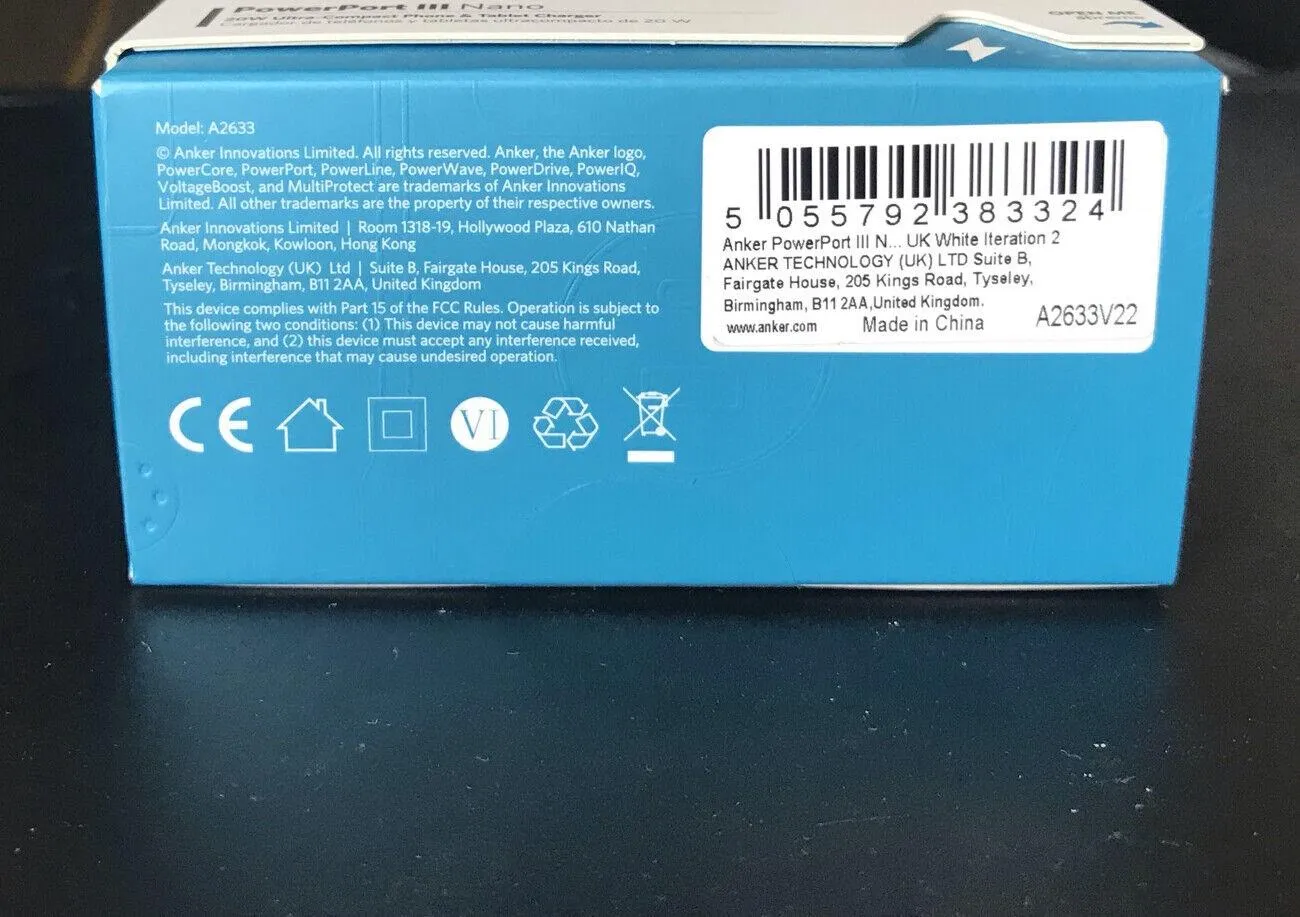 PowerPort III Nano
20W Ultra-Compact Phone & Tablet Charger
Cargador de teléfonos y tabletas ultracompacto de 20 W
OPEN ME
Ábreme
Model: A2633
© Anker Innovations Limited. All rights reserved. Anker, the Anker logo,
PowerCore, PowerPort, PowerLine, PowerWave, PowerDrive, PowerIQ,
VoltageBoost, and MultiProtect are trademarks of Anker Innovations
Limited. All other trademarks are the property of their respective owners.
Anker Innovations Limited | Room 1318-19, Hollywood Plaza, 610 Nathan
Road, Mongkok, Kowloon, Hong Kong
Anker Technology (UK) Ltd | Suite B, Fairgate House, 205 Kings Road,
Tyseley, Birmingham, B11 2AA, United Kingdom
This device complies with Part 15 of the FCC Rules. Operation is subject to
the following two conditions: (1) This device may not cause harmful
interference, and (2) this device must accept any interference received,
including interference that may cause undesired operation.
CE
VI
5 055792 383324
Anker PowerPort III N... UK White Iteration 2
ANKER TECHNOLOGY (UK) LTD Suite B,
Fairgate House, 205 Kings Road, Tyseley,
Birmingham, B11 2AA,United Kingdom.
www.anker.com Made in China A2633V22